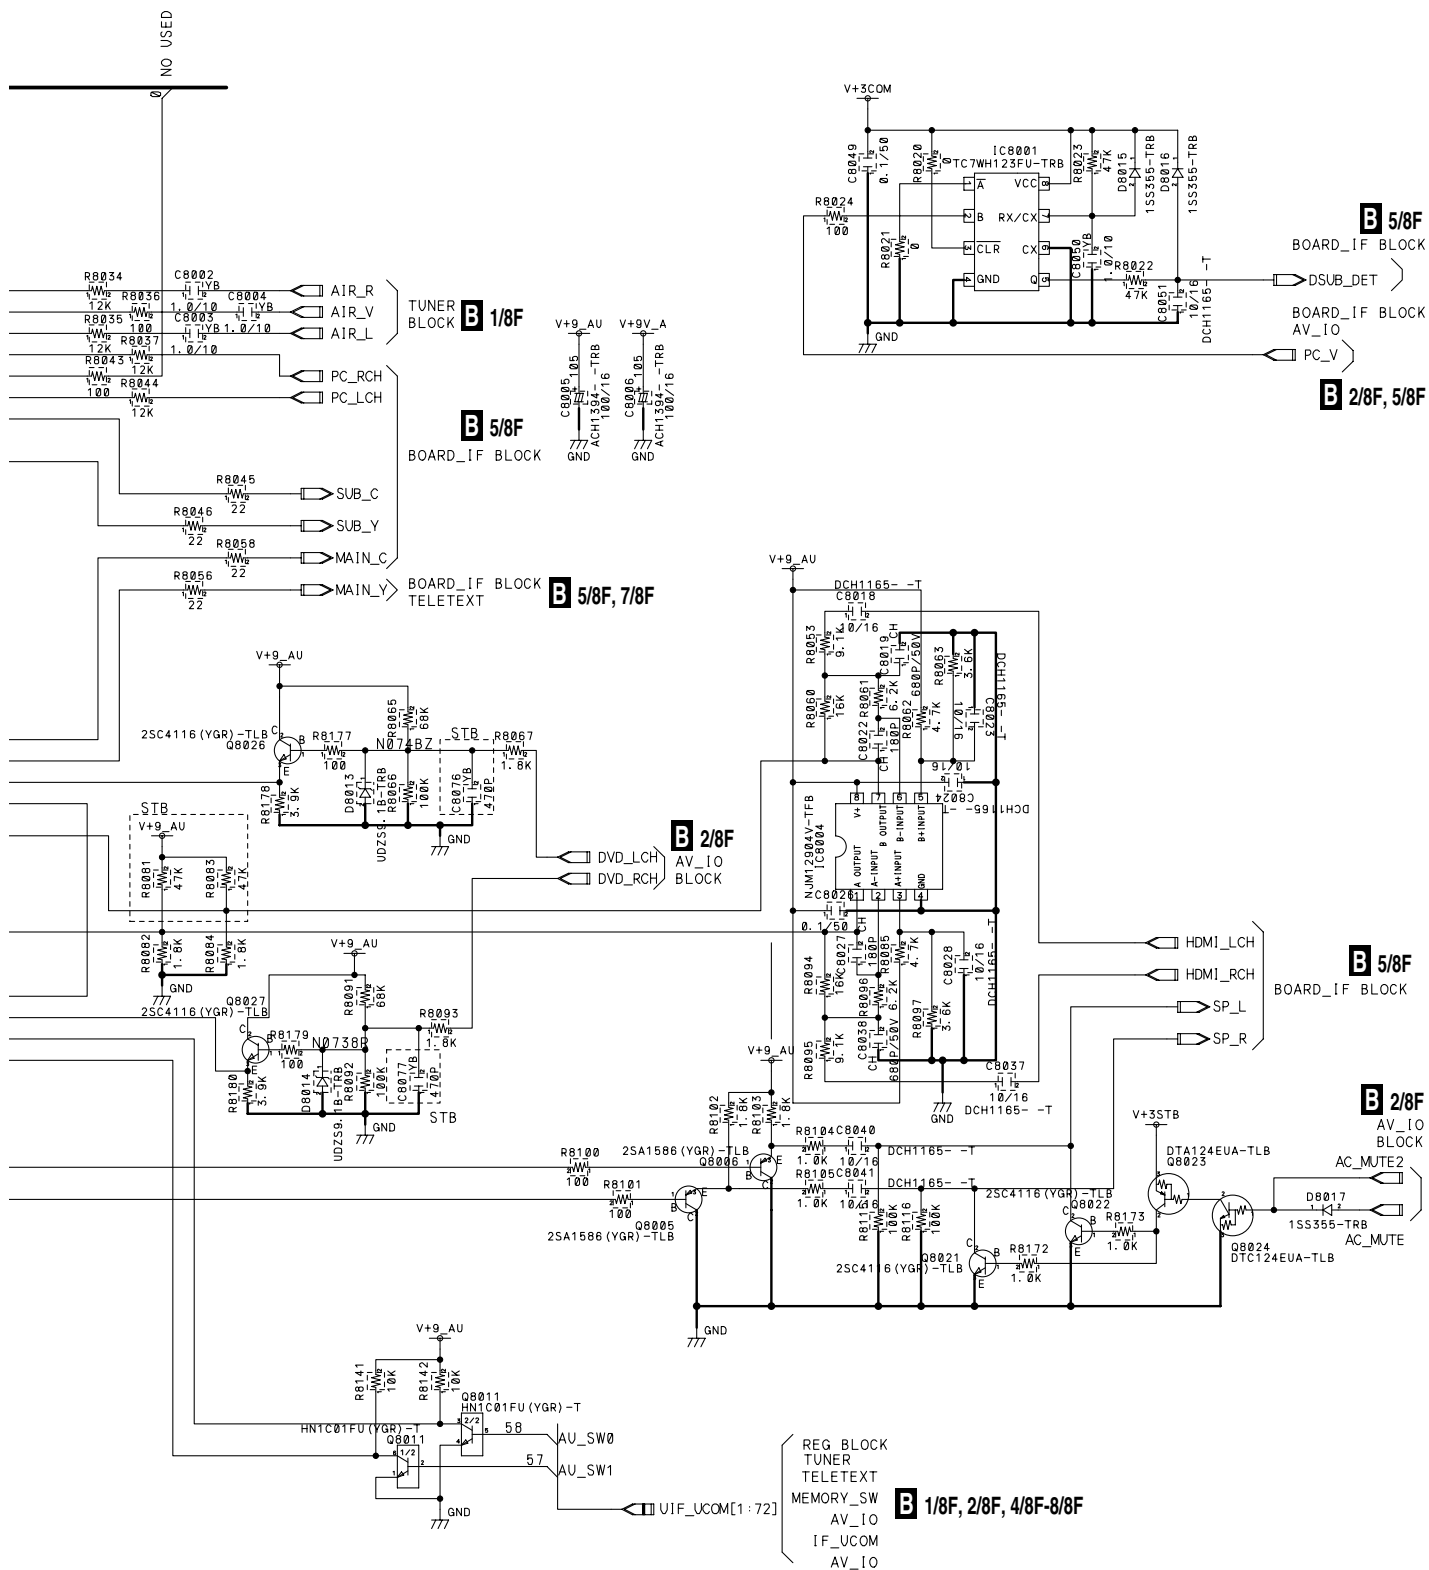 NO USED
0
R8034
12K
C8002
YB
1.0/10
AIR_R
R8036
100
C8004
YB
1.0/10
AIR_V
R8035
12K
C8003
YB
1.0/10
AIR_L
TUNER
BLOCK
B 1/8F
R8037
12K
R8043
100
PC_RCH
R8044
12K
PC_LCH
B 5/8F
BOARD_IF BLOCK
R8045
22
SUB_C
R8046
22
SUB_Y
R8058
22
MAIN_C
R8056
22
MAIN_Y
BOARD_IF BLOCK
TELETEXT
B 5/8F, 7/8F
V+9_AU
C8005
105
ACH1394- -TRB
100/16
GND
V+9V_A
C8006
105
ACH1394- -TRB
100/16
GND
V+3COM
C8049
0.1/50
R8020
0
IC8001
TC7WH123FU-TRB
1 A
2 B
3 CLR
4 GND
VCC 8
RX/CX 7
CX 6
Q 5
R8021
0
R8024
100
R8023
47K
D8015
1SS355-TRB
D8016
1SS355-TRB
C8050
YB
1.0/10
R8022
47K
C8051
10/16
DCH1165- -T
GND
B 5/8F
BOARD_IF BLOCK
DSUB_DET
BOARD_IF BLOCK
AV_IO
PC_V
B 2/8F, 5/8F
V+9_AU
2SC4116(YGR)-TLB
Q8026
C
B
E
R8177
100
R8065
68K
N074BZ
STB
R8067
1.8K
R8178
3.9K
D8013
UDZS9.1B-TRB
R8066
100K
C8076
YB
470P
GND
STB
V+9_AU
R8081
47K
R8083
47K
R8082
1.8K
R8084
1.8K
GND
B 2/8F
DVD_LCH
DVD_RCH
AV_IO
BLOCK
V+9_AU
Q8027
2SC4116(YGR)-TLB
C
B
E
R8091
68K
R8179
100
N0738R
R8093
1.8K
R8180
3.9K
D8014
UDZS9.1B-TRB
R8092
100K
C8077
YB
470P
STB
GND
V+9_AU
DCH1165- -T
C8018
10/16
R8053
9.1K
C8019
CH
680P/50V
R8063
3.6K
DCH1165- -T
C8023
10/16
R8060
16K
R8061
6.2K
R8062
4.7K
C8022
180P
CH
10/16
C8024
DCH1165- -T
NJM12904V-TFB
IC8004
V+
B OUTPUT
B-INPUT
B+INPUT
A OUTPUT
A-INPUT
A+INPUT
GND
C8026
0.1/50
C8027
CH
180P
R8085
4.7K
C8028
10/16
DCH1165- -T
R8094
16K
R8096
6.2K
R8097
3.6K
R8095
9.1K
C8038
CH
680P/50V
C8037
10/16
DCH1165- -T
GND
HDMI_LCH
HDMI_RCH
SP_L
SP_R
B 5/8F
BOARD_IF BLOCK
V+9_AU
R8102
1.8K
R8103
1.8K
R8100
100
2SA1586(YGR)-TLB
Q8006
B
E
C
R8101
100
Q8005
2SA1586(YGR)-TLB
B
E
C
R8104
1.0K
C8040
10/16
DCH1165- -T
R8105
1.0K
C8041
10/16
DCH1165- -T
R8115
100K
R8116
100K
2SC4116(YGR)-TLB
Q8022
C
B
E
R8173
1.0K
Q8021
2SC4116(YGR)-TLB
C
B
E
R8172
1.0K
V+3STB
DTA124EUA-TLB
Q8023
Q8024
DTC124EUA-TLB
D8017
1SS355-TRB
B 2/8F
AV_IO
BLOCK
AC_MUTE2
AC_MUTE
GND
V+9_AU
R8141
10K
R8142
10K
Q8011
HN1C01FU(YGR)-T
2/2
HN1C01FU(YGR)-T
Q8011
1/2
58
AU_SW0
57
AU_SW1
GND
UIF_UCOM[1:72]
REG BLOCK
TUNER
TELETEXT
MEMORY_SW
AV_IO
IF_UCOM
AV_IO
B 1/8F, 2/8F, 4/8F-8/8F